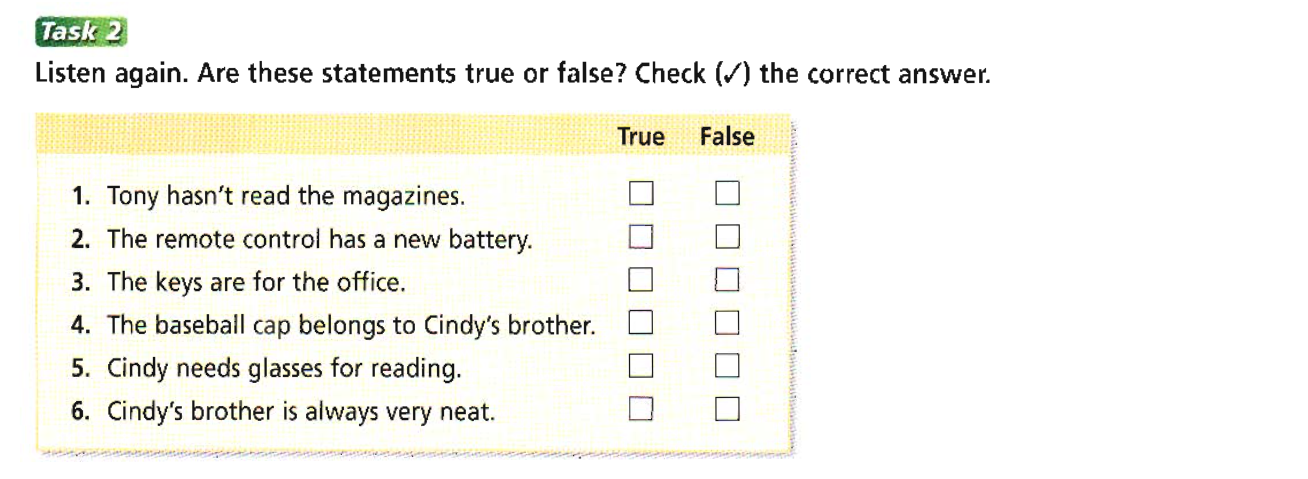 Task 2
Listen again. Are these statements true or false? Check (✓) the correct answer.
True False
1. Tony hasn't read the magazines.
2. The remote control has a new battery.
3. The keys are for the office.
4. The baseball cap belongs to Cindy's brother.
5. Cindy needs glasses for reading.
6. Cindy's brother is always very neat.